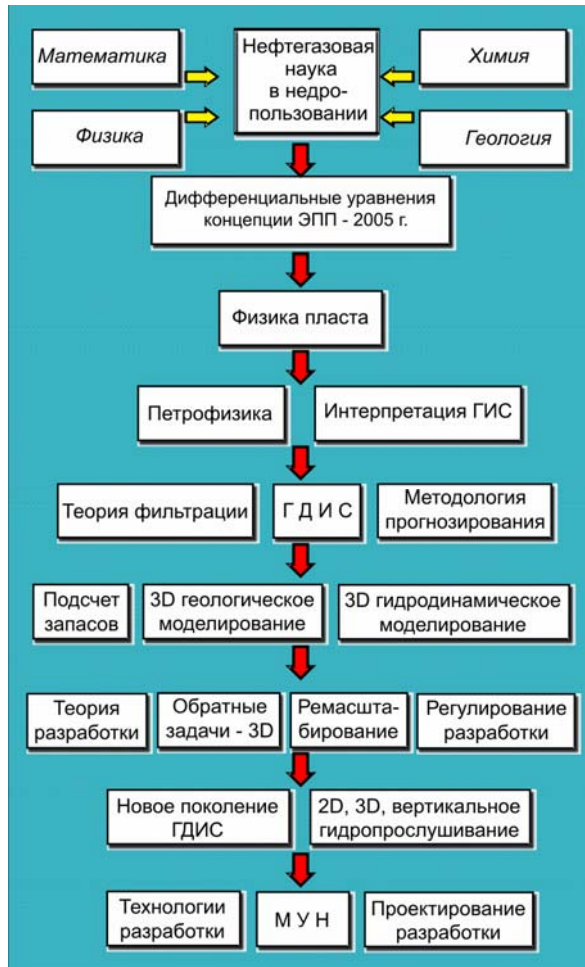 Математика
Нефтегазовая
наука
в недро-
пользовании
Химия
Физика
Геология
Дифференциальные уравнения
концепции ЭПП - 2005 г.
Физика пласта
Петрофизика
Интерпретация ГИС
Теория фильтрации
Г Д И С
Методология
прогнозирования
Подсчет
запасов
3D геологическое
моделирование
3D гидродинамическое
моделирование
Теория
разработки
Обратные
задачи - 3D
Ремасшта-
бирование
Регулирование
разработки
Новое поколение
ГДИС
2D, 3D, вертикальное
гидропрослушивание
Технологии
разработки
М У Н
Проектирование
разработки